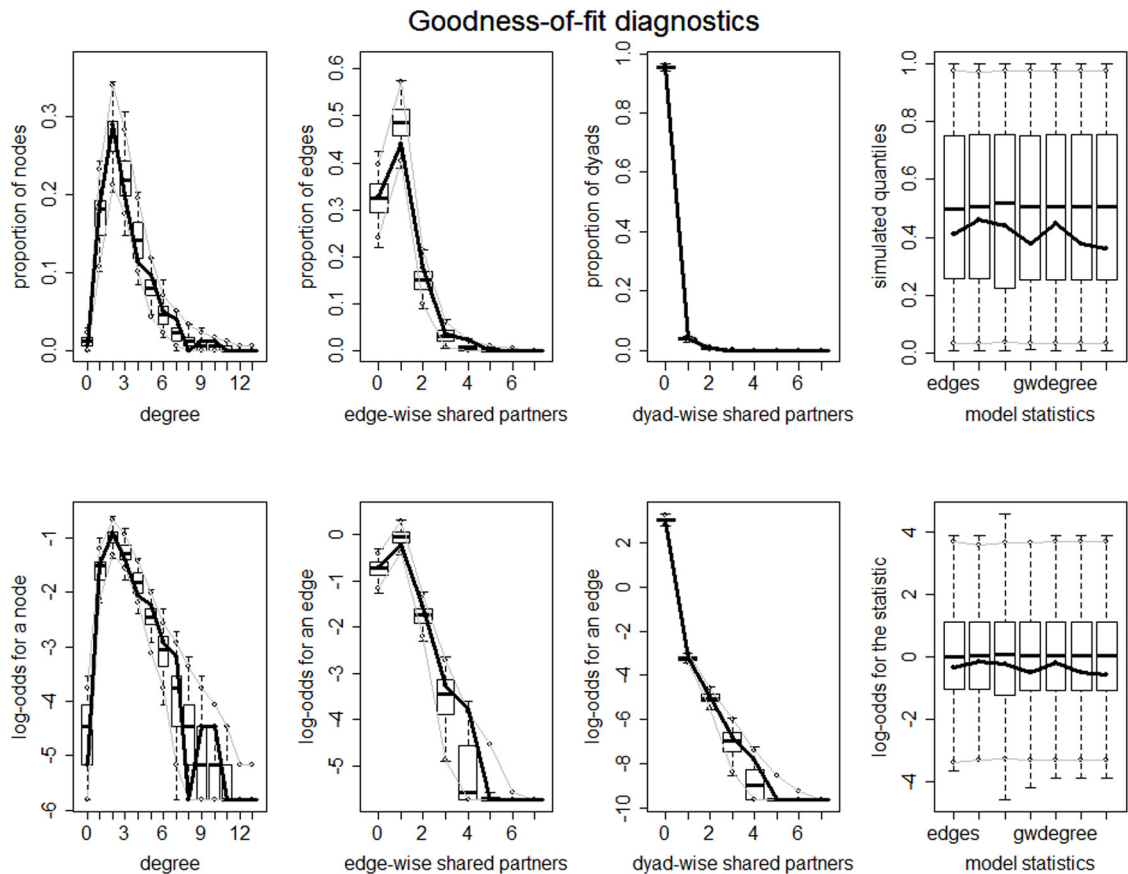 Goodness-of-fit diagnostics
proportion of nodes
0.0 0.1 0.2 0.3
0 3 6 9 12
degree
proportion of edges
0.0 0.1 0.2 0.3 0.4 0.5 0.6
0 2 4 6
edge-wise shared partners
proportion of dyads
0.0 0.2 0.4 0.6 0.8 1.0
0 2 4 6
dyad-wise shared partners
simulated quantiles
0.0 0.2 0.4 0.6 0.8 1.0
edges gwdegree
model statistics
log-odds for a node
-6 -5 -4 -3 -2 -1
0 3 6 9 12
degree
log-odds for an edge
-5 -4 -3 -2 -1 0
0 2 4 6
edge-wise shared partners
log-odds for an edge
-10 -8 -6 -4 -2 0 2
0 2 4 6
dyad-wise shared partners
log-odds for the statistic
-4 -2 0 2 4
edges gwdegree
model statistics